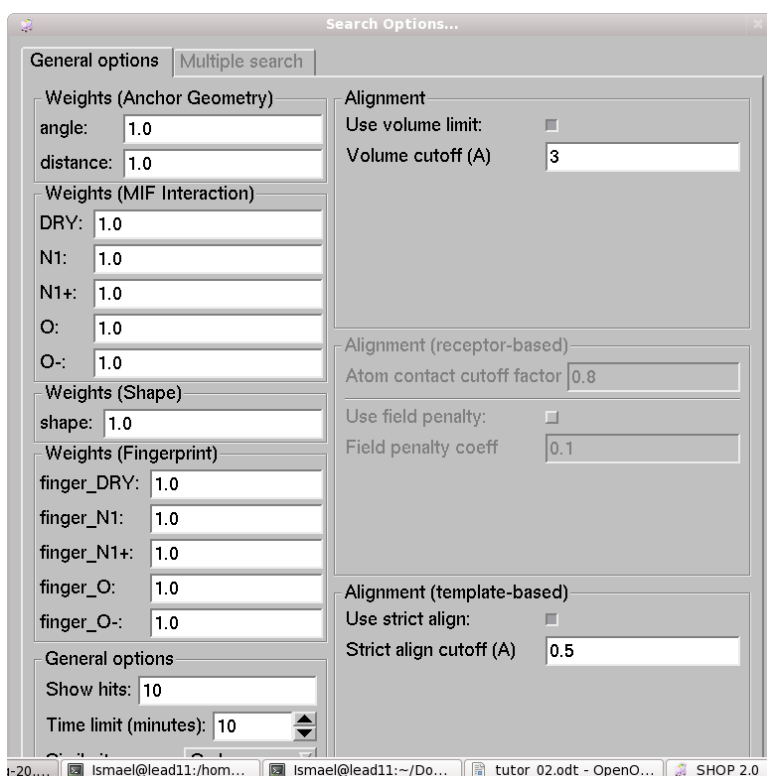 Search Options...
General options
Multiple search
Weights (Anchor Geometry)
angle: 1.0
distance: 1.0
Weights (MIF Interaction)
DRY: 1.0
N1: 1.0
N1+: 1.0
O: 1.0
O-: 1.0
Weights (Shape)
shape: 1.0
Weights (Fingerprint)
finger_DRY: 1.0
finger_N1: 1.0
finger_N1+: 1.0
finger_O: 1.0
finger_O-: 1.0
General options
Show hits: 10
Time limit (minutes): 10
Alignment
Use volume limit:
Volume cutoff (A) 3
Alignment (receptor-based)
Atom contact cutoff factor 0.8
Use field penalty:
Field penalty coeff 0.1
Alignment (template-based)
Use strict align:
Strict align cutoff (A) 0.5
Ismael@lead11:/hom...
Ismael@lead11:~/Do...
tutor_02.odt - OpenO...
SHOP 2.0